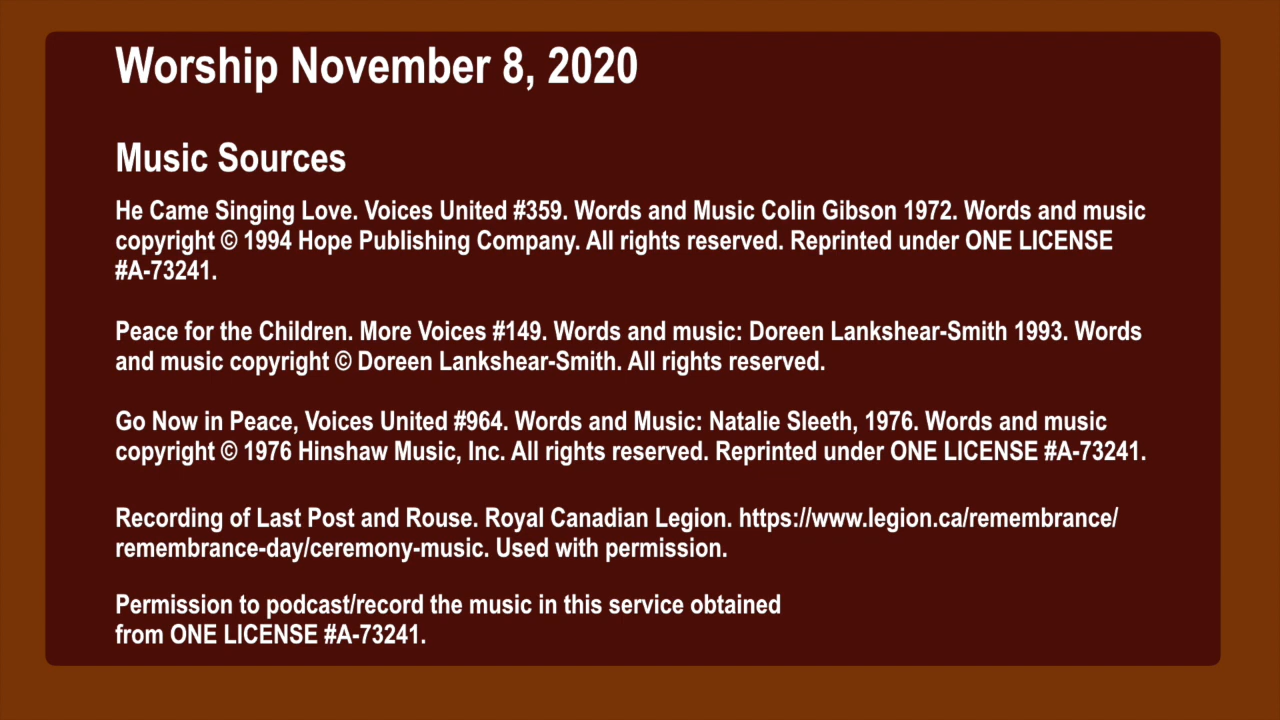 Worship November 8, 2020
Music Sources
He Came Singing Love. Voices United #359. Words and Music Colin Gibson 1972. Words and music
copyright © 1994 Hope Publishing Company. All rights reserved. Reprinted under ONE LICENSE
#A-73241.
Peace for the Children. More Voices #149. Words and music: Doreen Lankshear-Smith 1993. Words
and music copyright © Doreen Lankshear-Smith. All rights reserved.
Go Now in Peace, Voices United #964. Words and Music: Natalie Sleeth, 1976. Words and music
copyright © 1976 Hinshaw Music, Inc. All rights reserved. Reprinted under ONE LICENSE #A-73241.
Recording of Last Post and Rouse. Royal Canadian Legion. https://www.legion.ca/remembrance/
remembrance-day/ceremony-music. Used with permission.
Permission to podcast/record the music in this service obtained
from ONE LICENSE #A-73241.